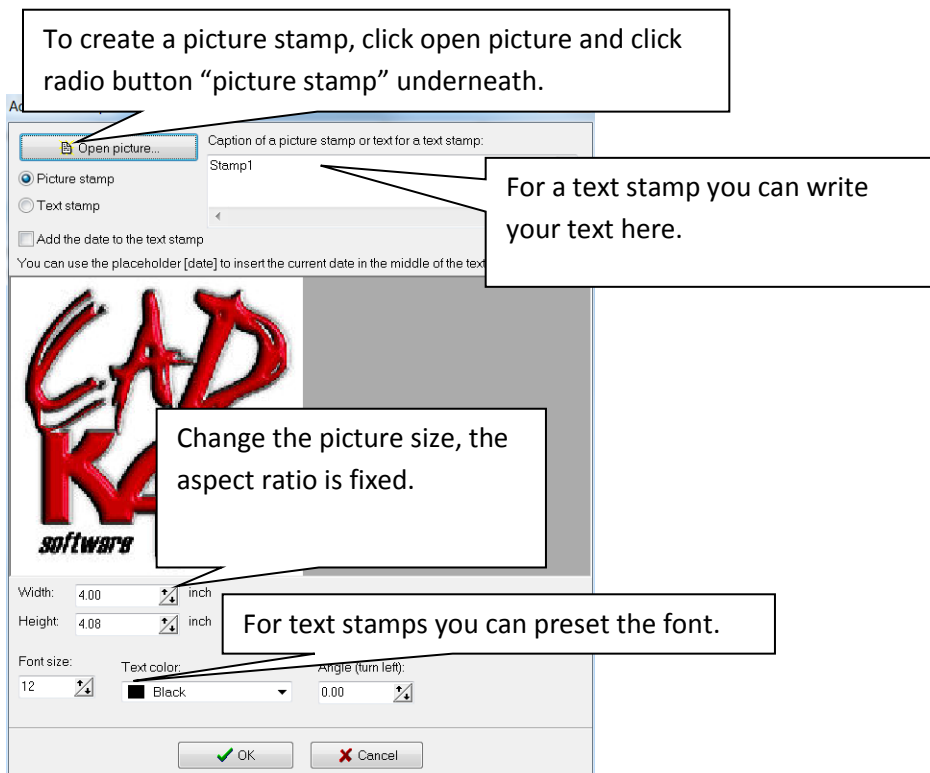 To create a picture stamp, click open picture and click
radio button “picture stamp” underneath.
Open picture...
Caption of a picture stamp or text for a text stamp:
Stamp1
Picture stamp
For a text stamp you can write
your text here.
Text stamp
Add the date to the text stamp
You can use the placeholder [date] to insert the current date in the middle of the text
CAD
software
Change the picture size, the
aspect ratio is fixed.
Width: 4.00 inch
Height: 4.08 inch
For text stamps you can preset the font.
Font size: Text color: Angle (turn left):
12 Black 0.00
OK Cancel